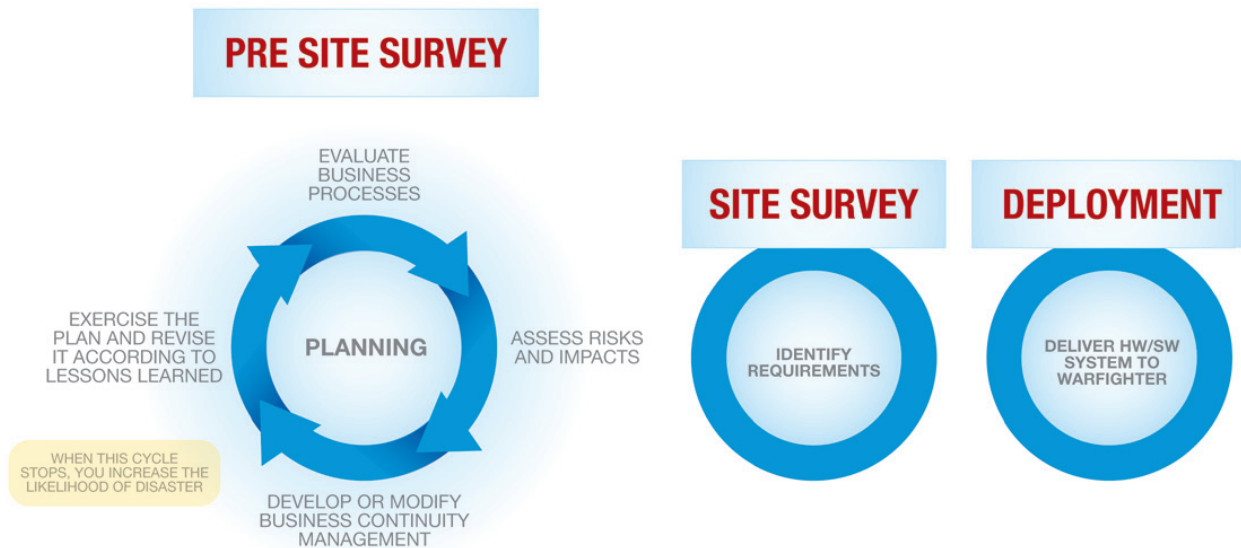 PRE SITE SURVEY
EVALUATE
BUSINESS
PROCESSES
ASSESS RISKS
AND IMPACTS
DEVELOP OR MODIFY
BUSINESS CONTINUITY
MANAGEMENT
EXERCISE THE
PLAN AND REVISE
IT ACCORDING TO
LESSONS LEARNED
PLANNING
WHEN THIS CYCLE
STOPS, YOU INCREASE THE
LIKELIHOOD OF DISASTER
SITE SURVEY
IDENTIFY
REQUIREMENTS
DEPLOYMENT
DELIVER HW/SW
SYSTEM TO
WARFIGHTER